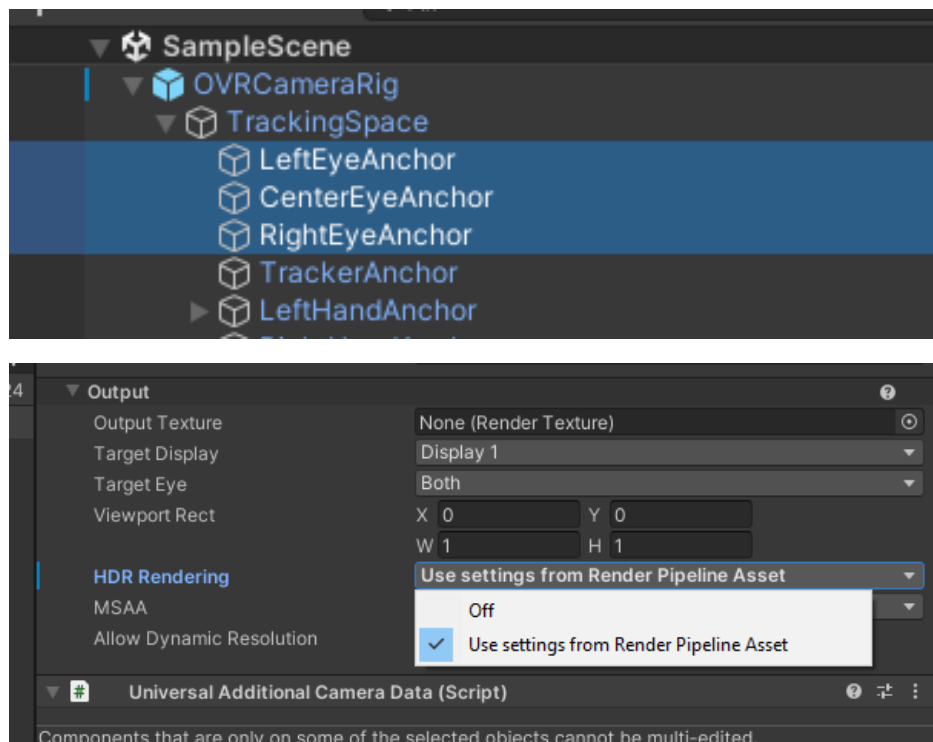 SampleScene
OVRCameraRig
TrackingSpace
LeftEyeAnchor
CenterEyeAnchor
RightEyeAnchor
TrackerAnchor
LeftHandAnchor
24
Output
Output Texture None (Render Texture)
Target Display Display 1
Target Eye Both
Viewport Rect X 0 Y 0
W 1 H 1
HDR Rendering Use settings from Render Pipeline Asset
MSAA Off
Allow Dynamic Resolution Use settings from Render Pipeline Asset
# Universal Additional Camera Data (Script)
Components that are only on some of the selected objects cannot be multi-edited.